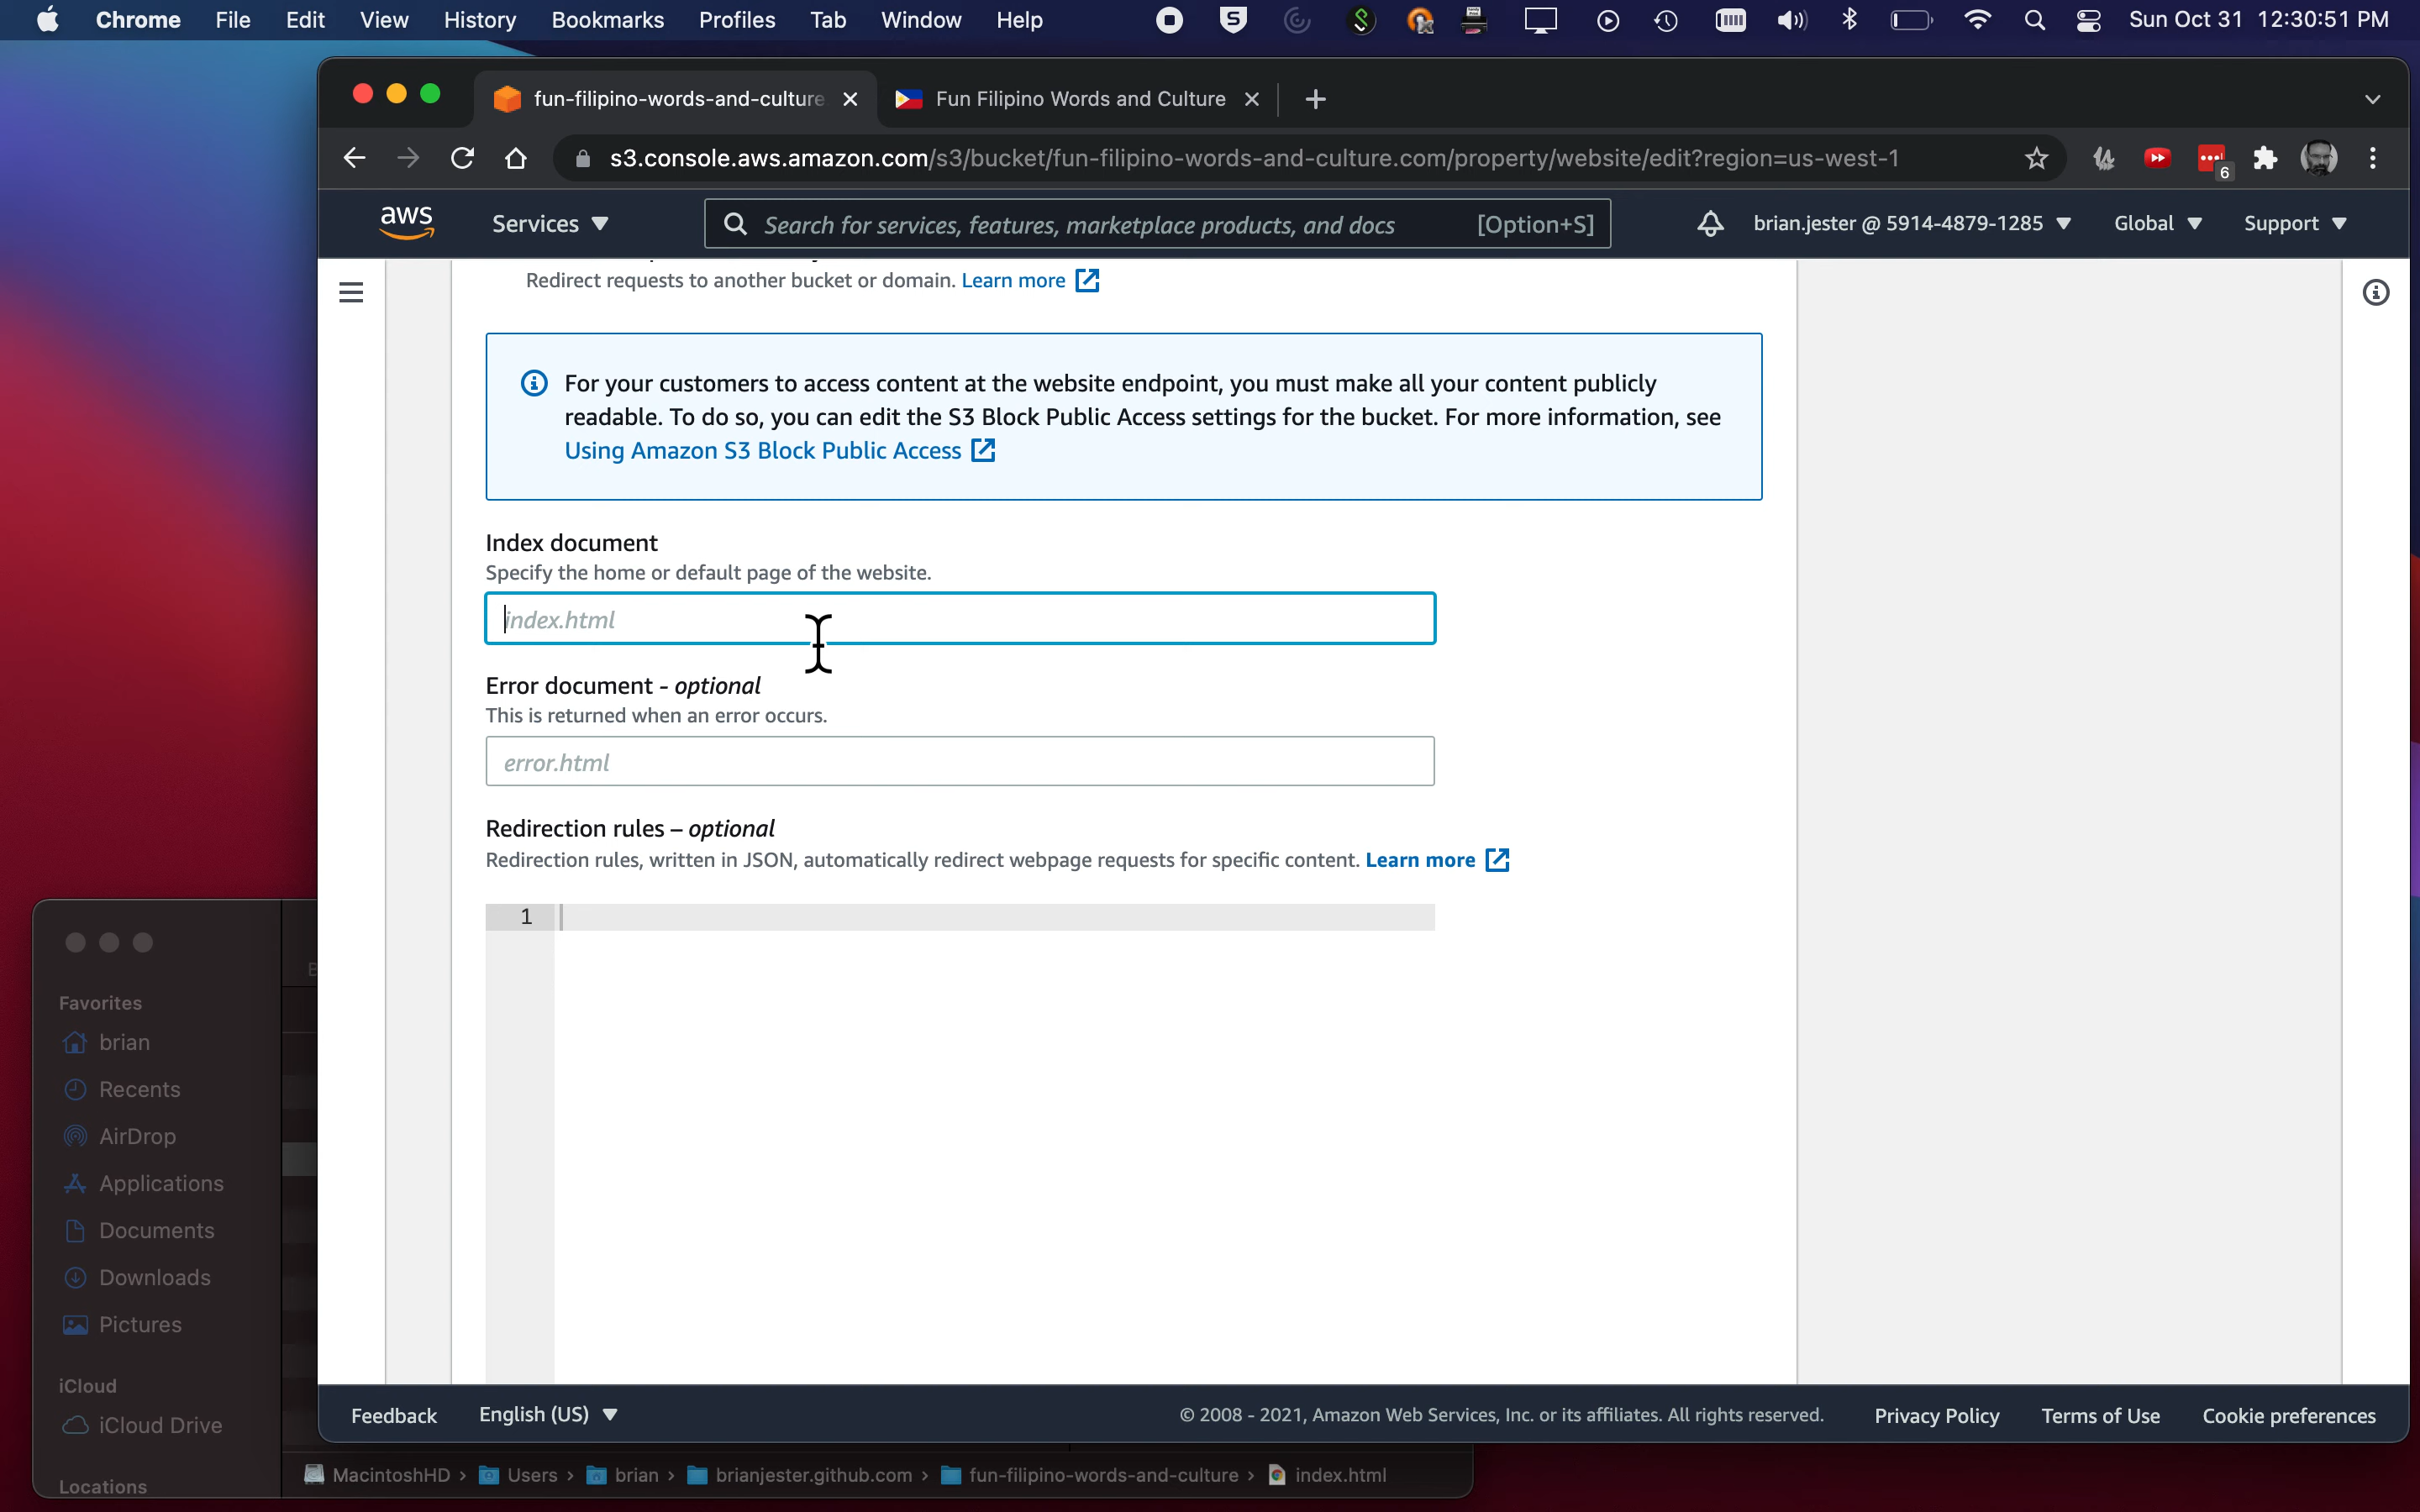 Chrome File Edit View History Bookmarks Profiles Tab Window Help Sun Oct 31 12:30:51 PM
fun-filipino-words-and-culture Fun Filipino Words and Culture
s3.console.aws.amazon.com/s3/bucket/fun-filipino-words-and-culture.com/property/website/edit?region=us-west-1
6
aws Services Search for services, features, marketplace products, and docs [Option+S] brian.jester @ 5914-4879-1285 Global Support
Redirect requests to another bucket or domain. Learn more
For your customers to access content at the website endpoint, you must make all your content publicly
readable. To do so, you can edit the S3 Block Public Access settings for the bucket. For more information, see
Using Amazon S3 Block Public Access
Index document
Specify the home or default page of the website.
index.html
Error document - optional
This is returned when an error occurs.
error.html
Redirection rules – optional
Redirection rules, written in JSON, automatically redirect webpage requests for specific content. Learn more
1
Favorites
brian
Recents
AirDrop
Applications
Documents
Downloads
Pictures
iCloud
iCloud Drive
Locations
Feedback English (US) © 2008 - 2021, Amazon Web Services, Inc. or its affiliates. All rights reserved. Privacy Policy Terms of Use Cookie preferences
MacintoshHD › Users › brian › brianjester.github.com › fun-filipino-words-and-culture › index.html